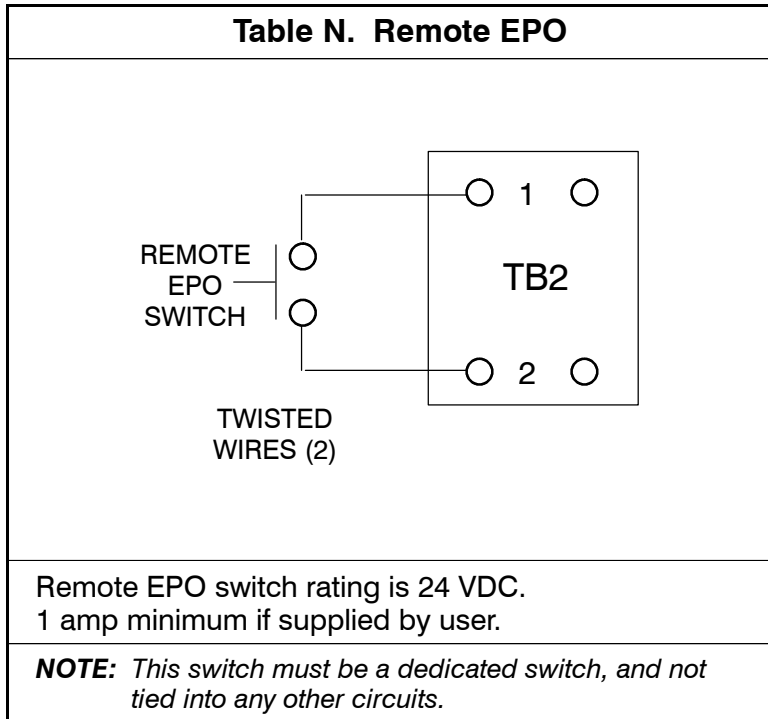 Table N. Remote EPO
1
REMOTE
EPO
SWITCH
TB2
2
TWISTED
WIRES (2)
Remote EPO switch rating is 24 VDC.
1 amp minimum if supplied by user.
NOTE: This switch must be a dedicated switch, and not
tied into any other circuits.